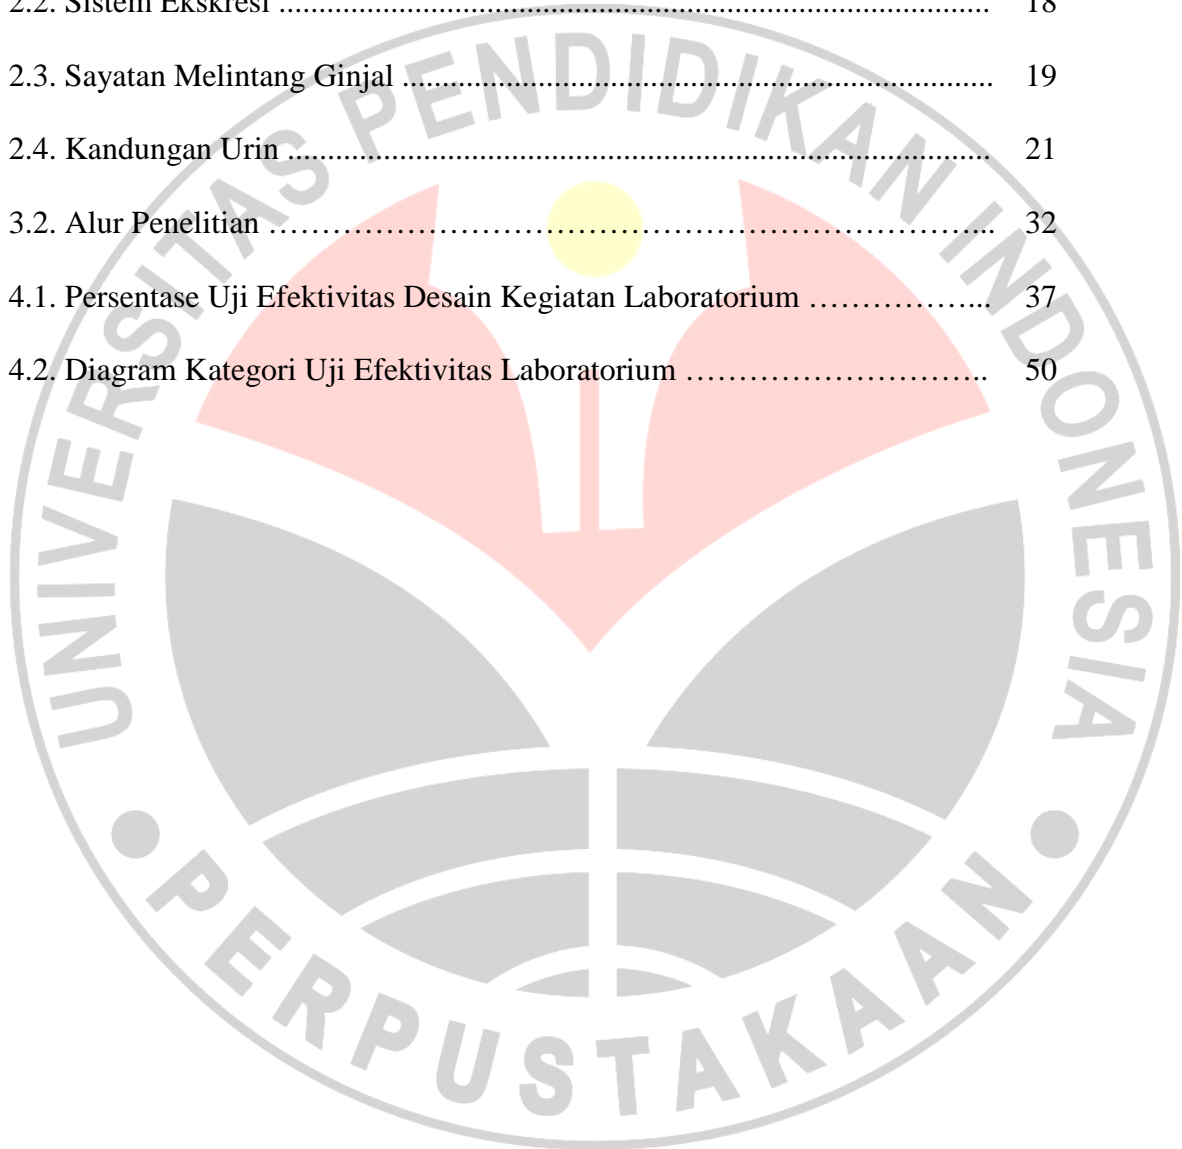 2.2. Sistem Ekskresi ........................................................................................... 18
2.3. Sayatan Melintang Ginjal ........................................................................... 19
2.4. Kandungan Urin ......................................................................................... 21
3.2. Alur Penelitian ………………………………………………………………... 32
4.1. Persentase Uji Efektivitas Desain Kegiatan Laboratorium ……………... 37
4.2. Diagram Kategori Uji Efektivitas Laboratorium ……………………….. 50
UNIVERSITAS PENDIDIKAN INDONESIA
PERPUSTAKAAN